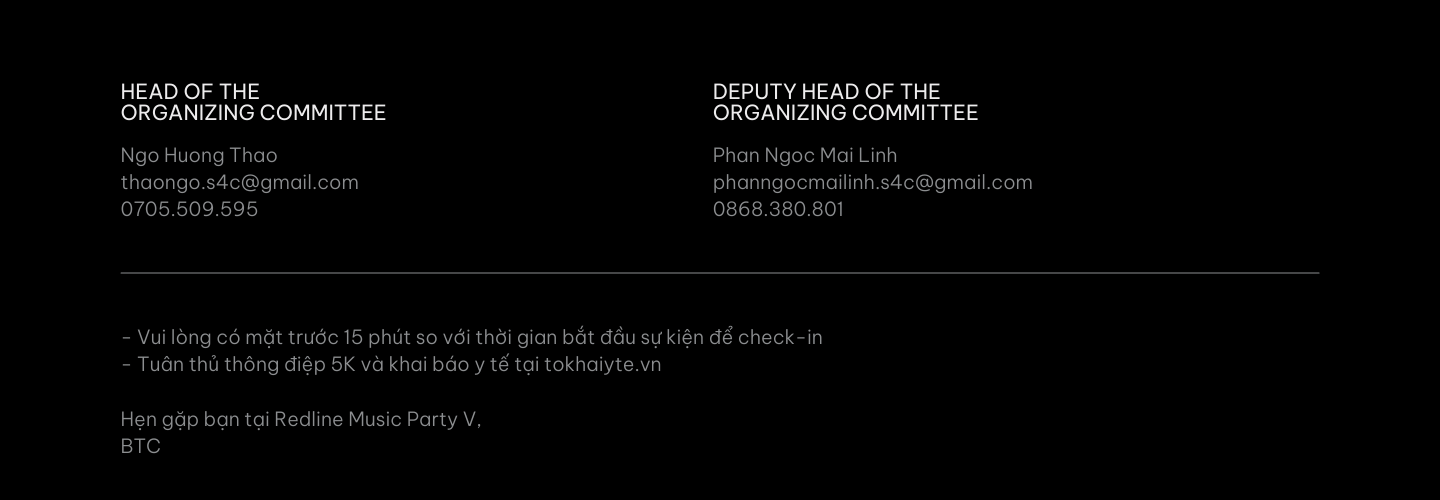 HEAD OF THE
ORGANIZING COMMITTEE
Ngo Huong Thao
thaongo.s4c@gmail.com
0705.509.595
DEPUTY HEAD OF THE
ORGANIZING COMMITTEE
Phan Ngoc Mai Linh
phanngocmailinh.s4c@gmail.com
0868.380.801
- Vui lòng có mặt trước 15 phút so với thời gian bắt đầu sự kiện để check-in
- Tuân thủ thông điệp 5K và khai báo y tế tại tokhaiyte.vn
Hẹn gặp bạn tại Redline Music Party V,
BTC